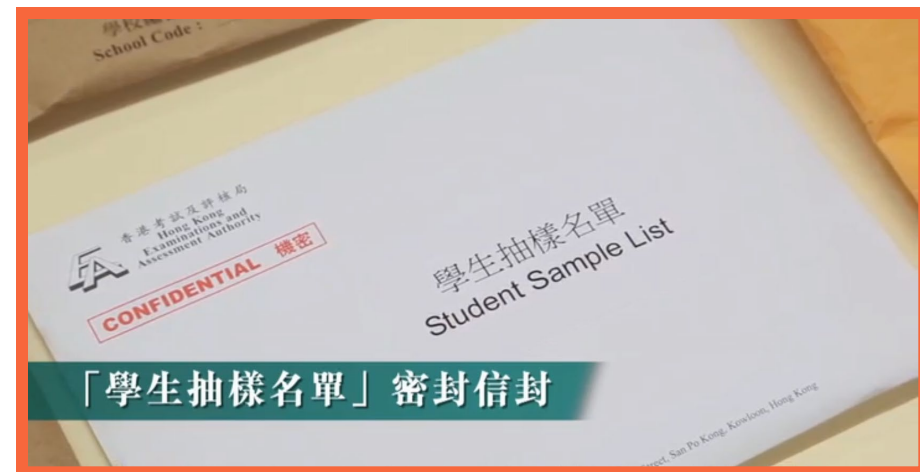 School Code :
香港考試及評核局
Hong Kong
Examinations and
Assessment Authority
CONFIDENTIAL 機密
學生抽樣名單
Student Sample List
「學生抽樣名單」密封信封
Street, San Po Kong, Kowloon, Hong Kong